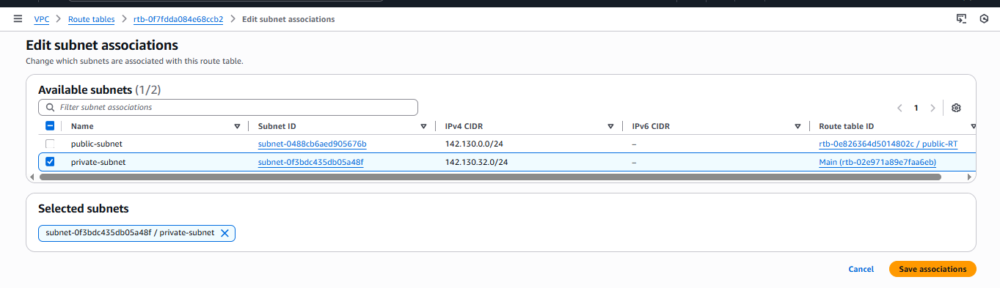 VPC > Route tables > rtb-0f7fdda084e68ccb2 > Edit subnet associations
Edit subnet associations
Change which subnets are associated with this route table.
Available subnets (1/2)
Filter subnet associations
1
Name Subnet ID IPv4 CIDR IPv6 CIDR Route table ID
public-subnet subnet-0488cb6aed905676b 142.130.0.0/24 – rtb-0e826364d5014802c / public-RT
private-subnet subnet-0f3bdc435db05a48f 142.130.32.0/24 – Main (rtb-02e971a89e7faa6eb)
Selected subnets
subnet-0f3bdc435db05a48f / private-subnet
Cancel Save associations